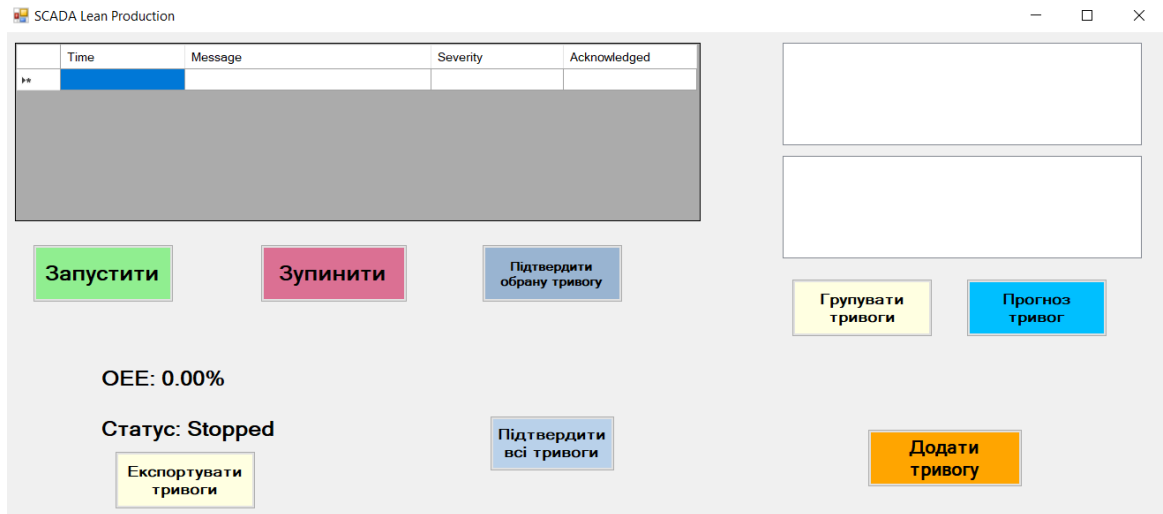 SCADA Lean Production
Time Message Severity Acknowledged
Запустити
Зупинити
Підтвердити
обрану тривогу
Групувати
тривоги
Прогноз
тривог
OEE: 0.00%
Статус: Stopped
Експортувати
тривоги
Підтвердити
всі тривоги
Додати
тривогу